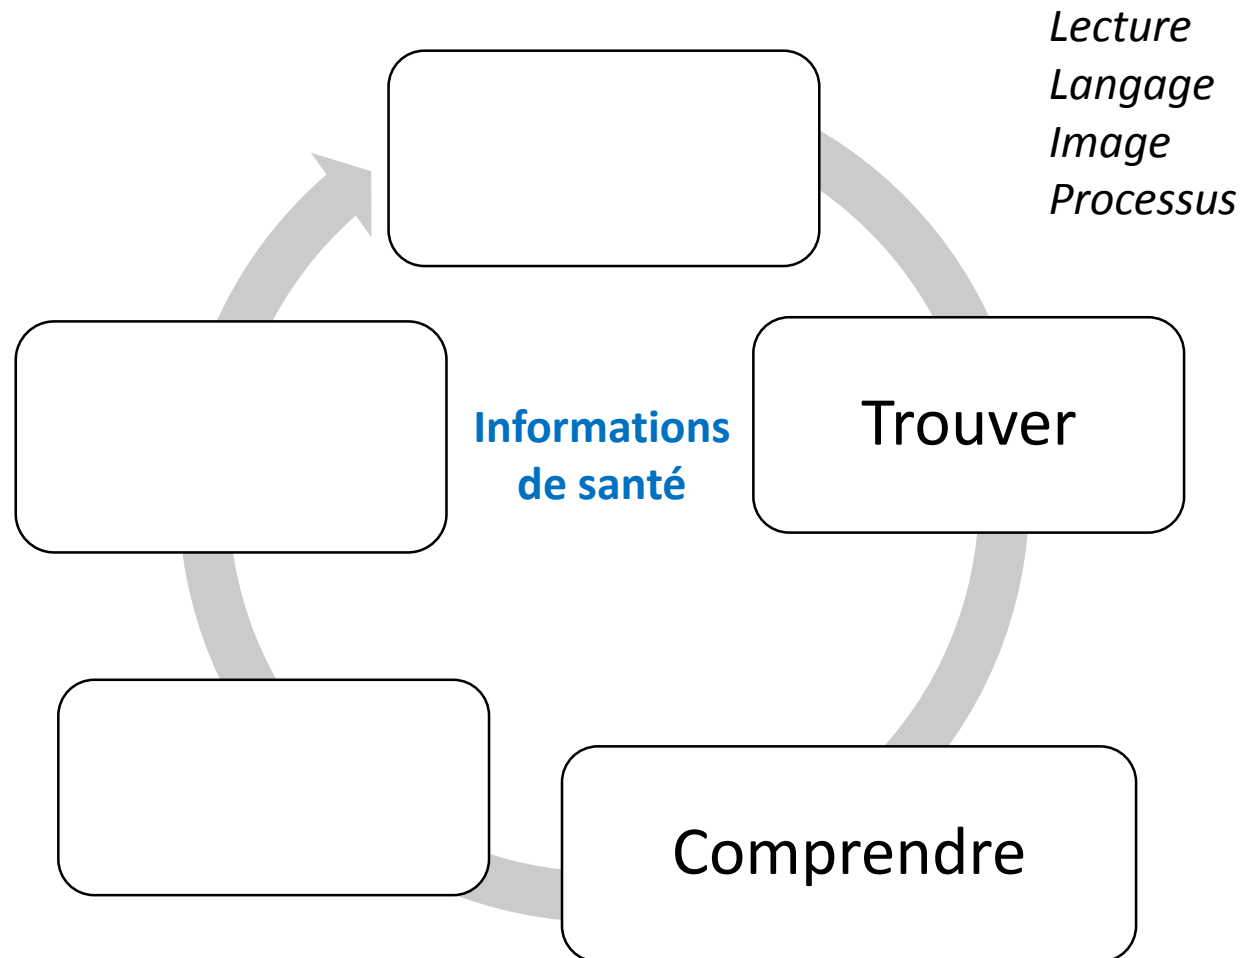 Lecture
Langage
Image
Processus
Trouver
Informations
de santé
Comprendre